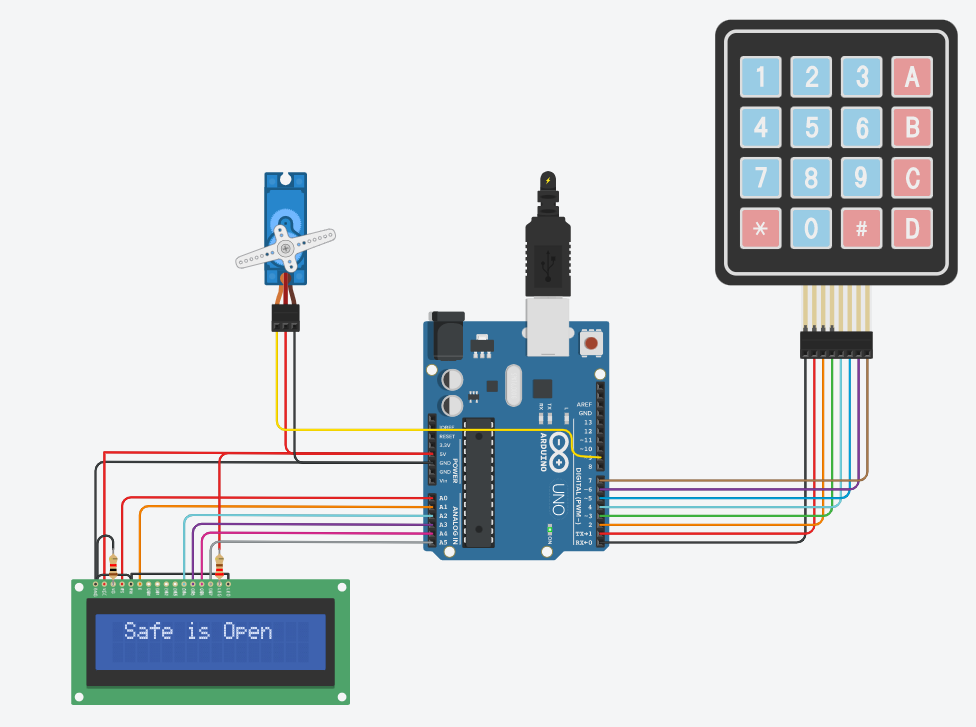 1 2 3 A
4 5 6 B
7 8 9 C
* 0 # D
RX
TX
L
AREF
GND
13
12
~11
~10
8
7
~6
~5
4
~3
2
TX→1
RX←0
DIGITAL (PWM~)
ARDUINO
UNO
ON
IOREF
RESET
3.3V
5V
GND
GND
Vin
POWER
A0
A1
A2
A3
A4
A5
ANALOG IN
Safe is Open